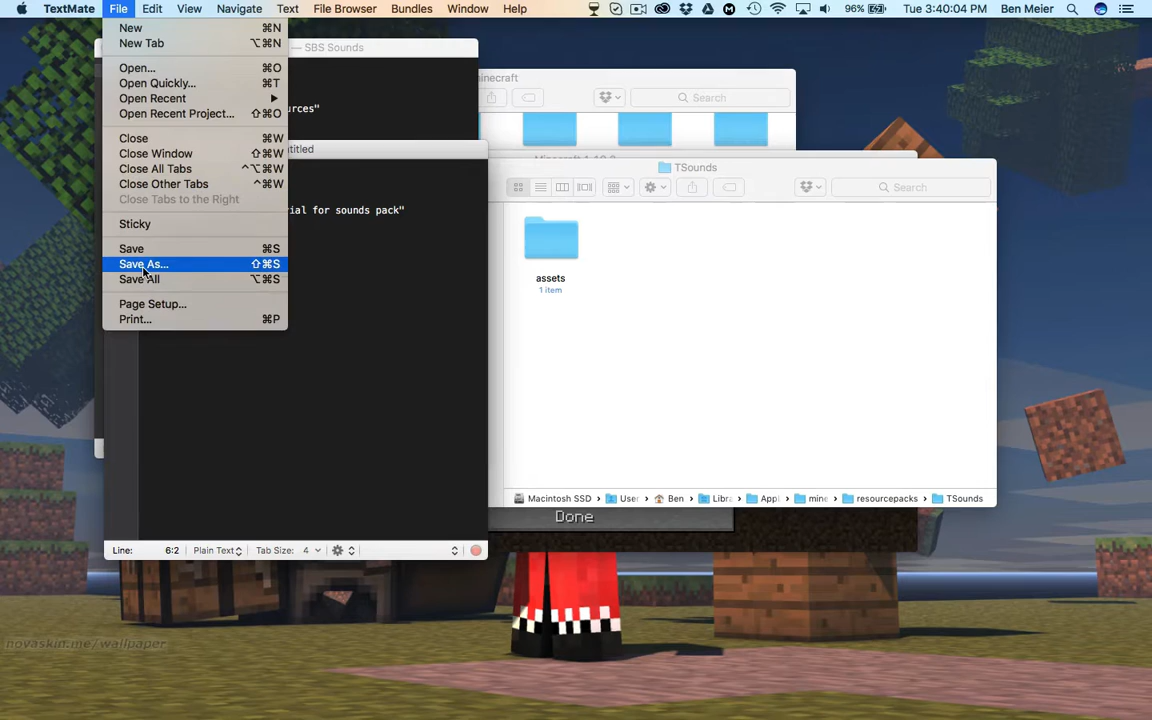 TextMate File Edit View Navigate Text File Browser Bundles Window Help 96% Tue 3:40:04 PM Ben Meier
New ⌘N
New Tab ⌥⌘N
Open... ⌘O
Open Quickly... ⌘T
Open Recent ▶
Open Recent Project... ⇧⌘O
Close ⌘W
Close Window ⇧⌘W
Close All Tabs ^⌥⌘W
Close Other Tabs ^⌘W
Close Tabs to the Right
Sticky
Save ⌘S
Save As... ⇧⌘S
Save All ⌥⌘S
Page Setup...
Print... ⌘P
— SBS Sounds
urces"
ntitled
ial for sounds pack"
Line: 6:2 Plain Text Tab Size: 4
inecraft
Search
TSounds
Search
assets
1 item
Macintosh SSD › User › Ben › Libra › Appl › mine › resourcepacks › TSounds
Done
novaskin.me/wallpaper